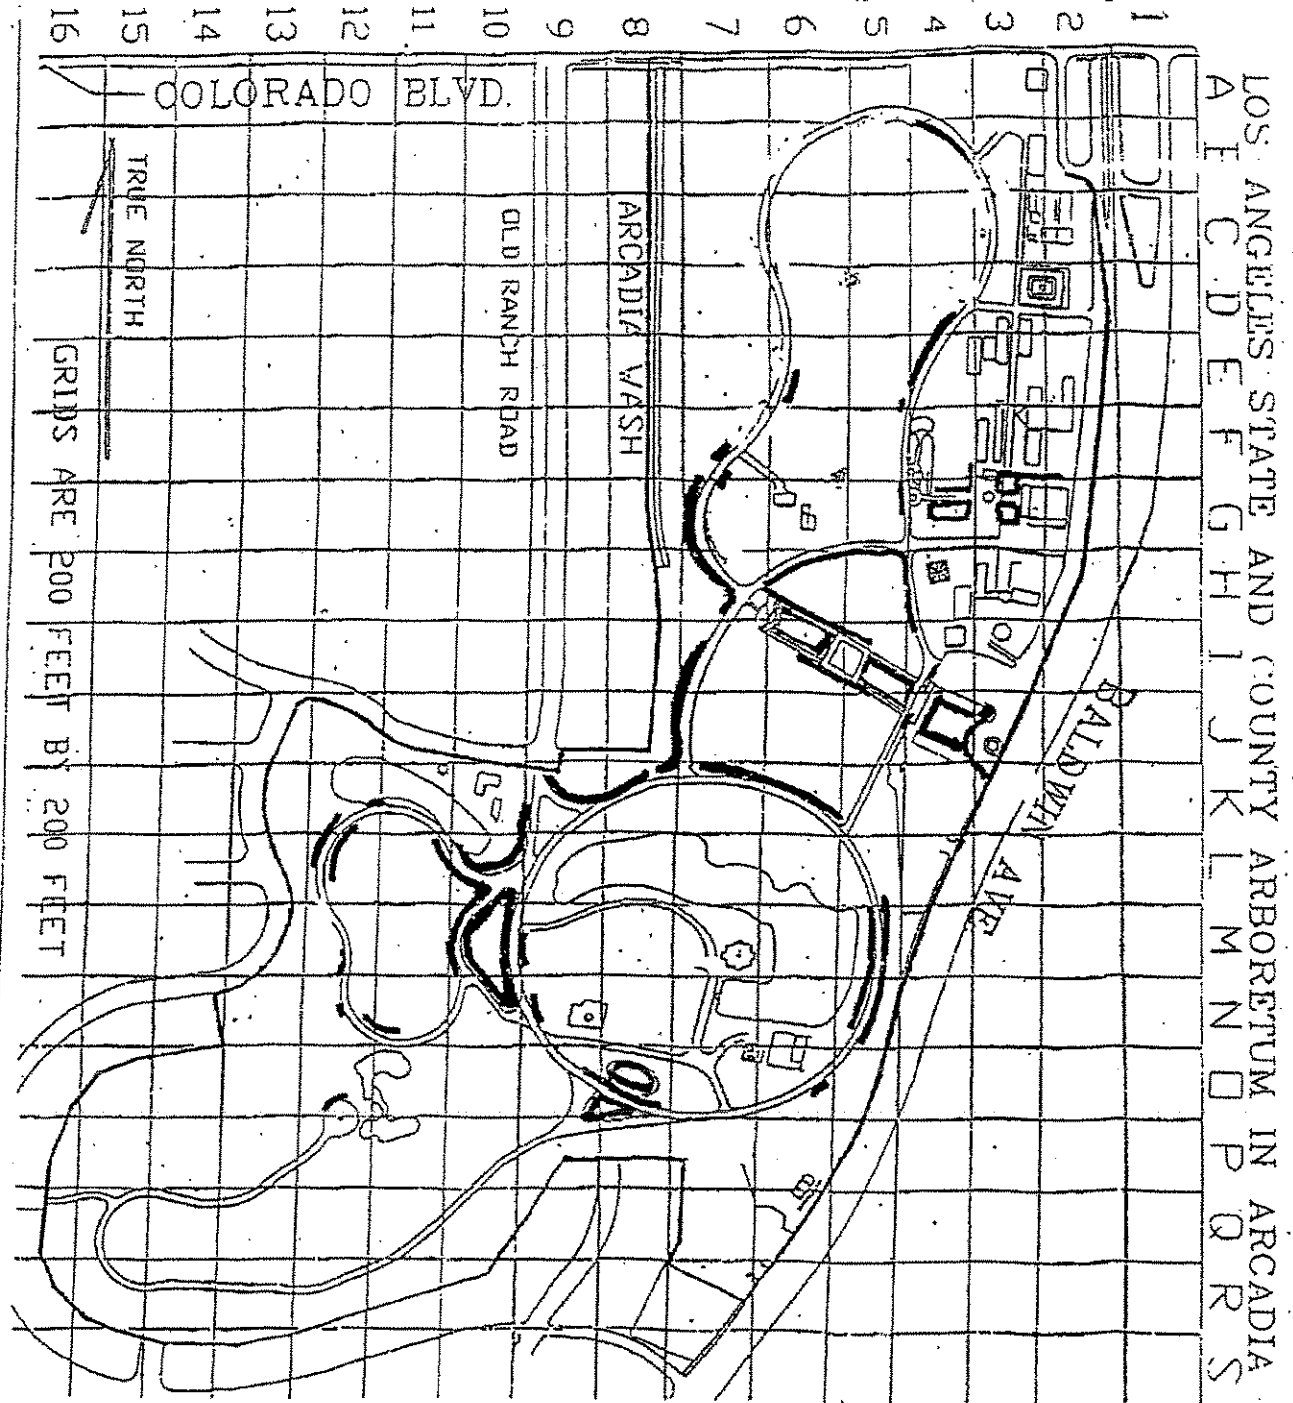 LOS ANGELES STATE AND COUNTY ARBORETUM IN ARCADIA
A E C D E F G H I J K L M N O P Q R S
1
2
3
4
5
6
7
8
9
10
11
12
13
14
15
16
BALDWIN AVE
ARCADIA WASH
OLD RANCH ROAD
COLORADO BLVD.
TRUE NORTH
GRIDS ARE 200 FEET BY 200 FEET